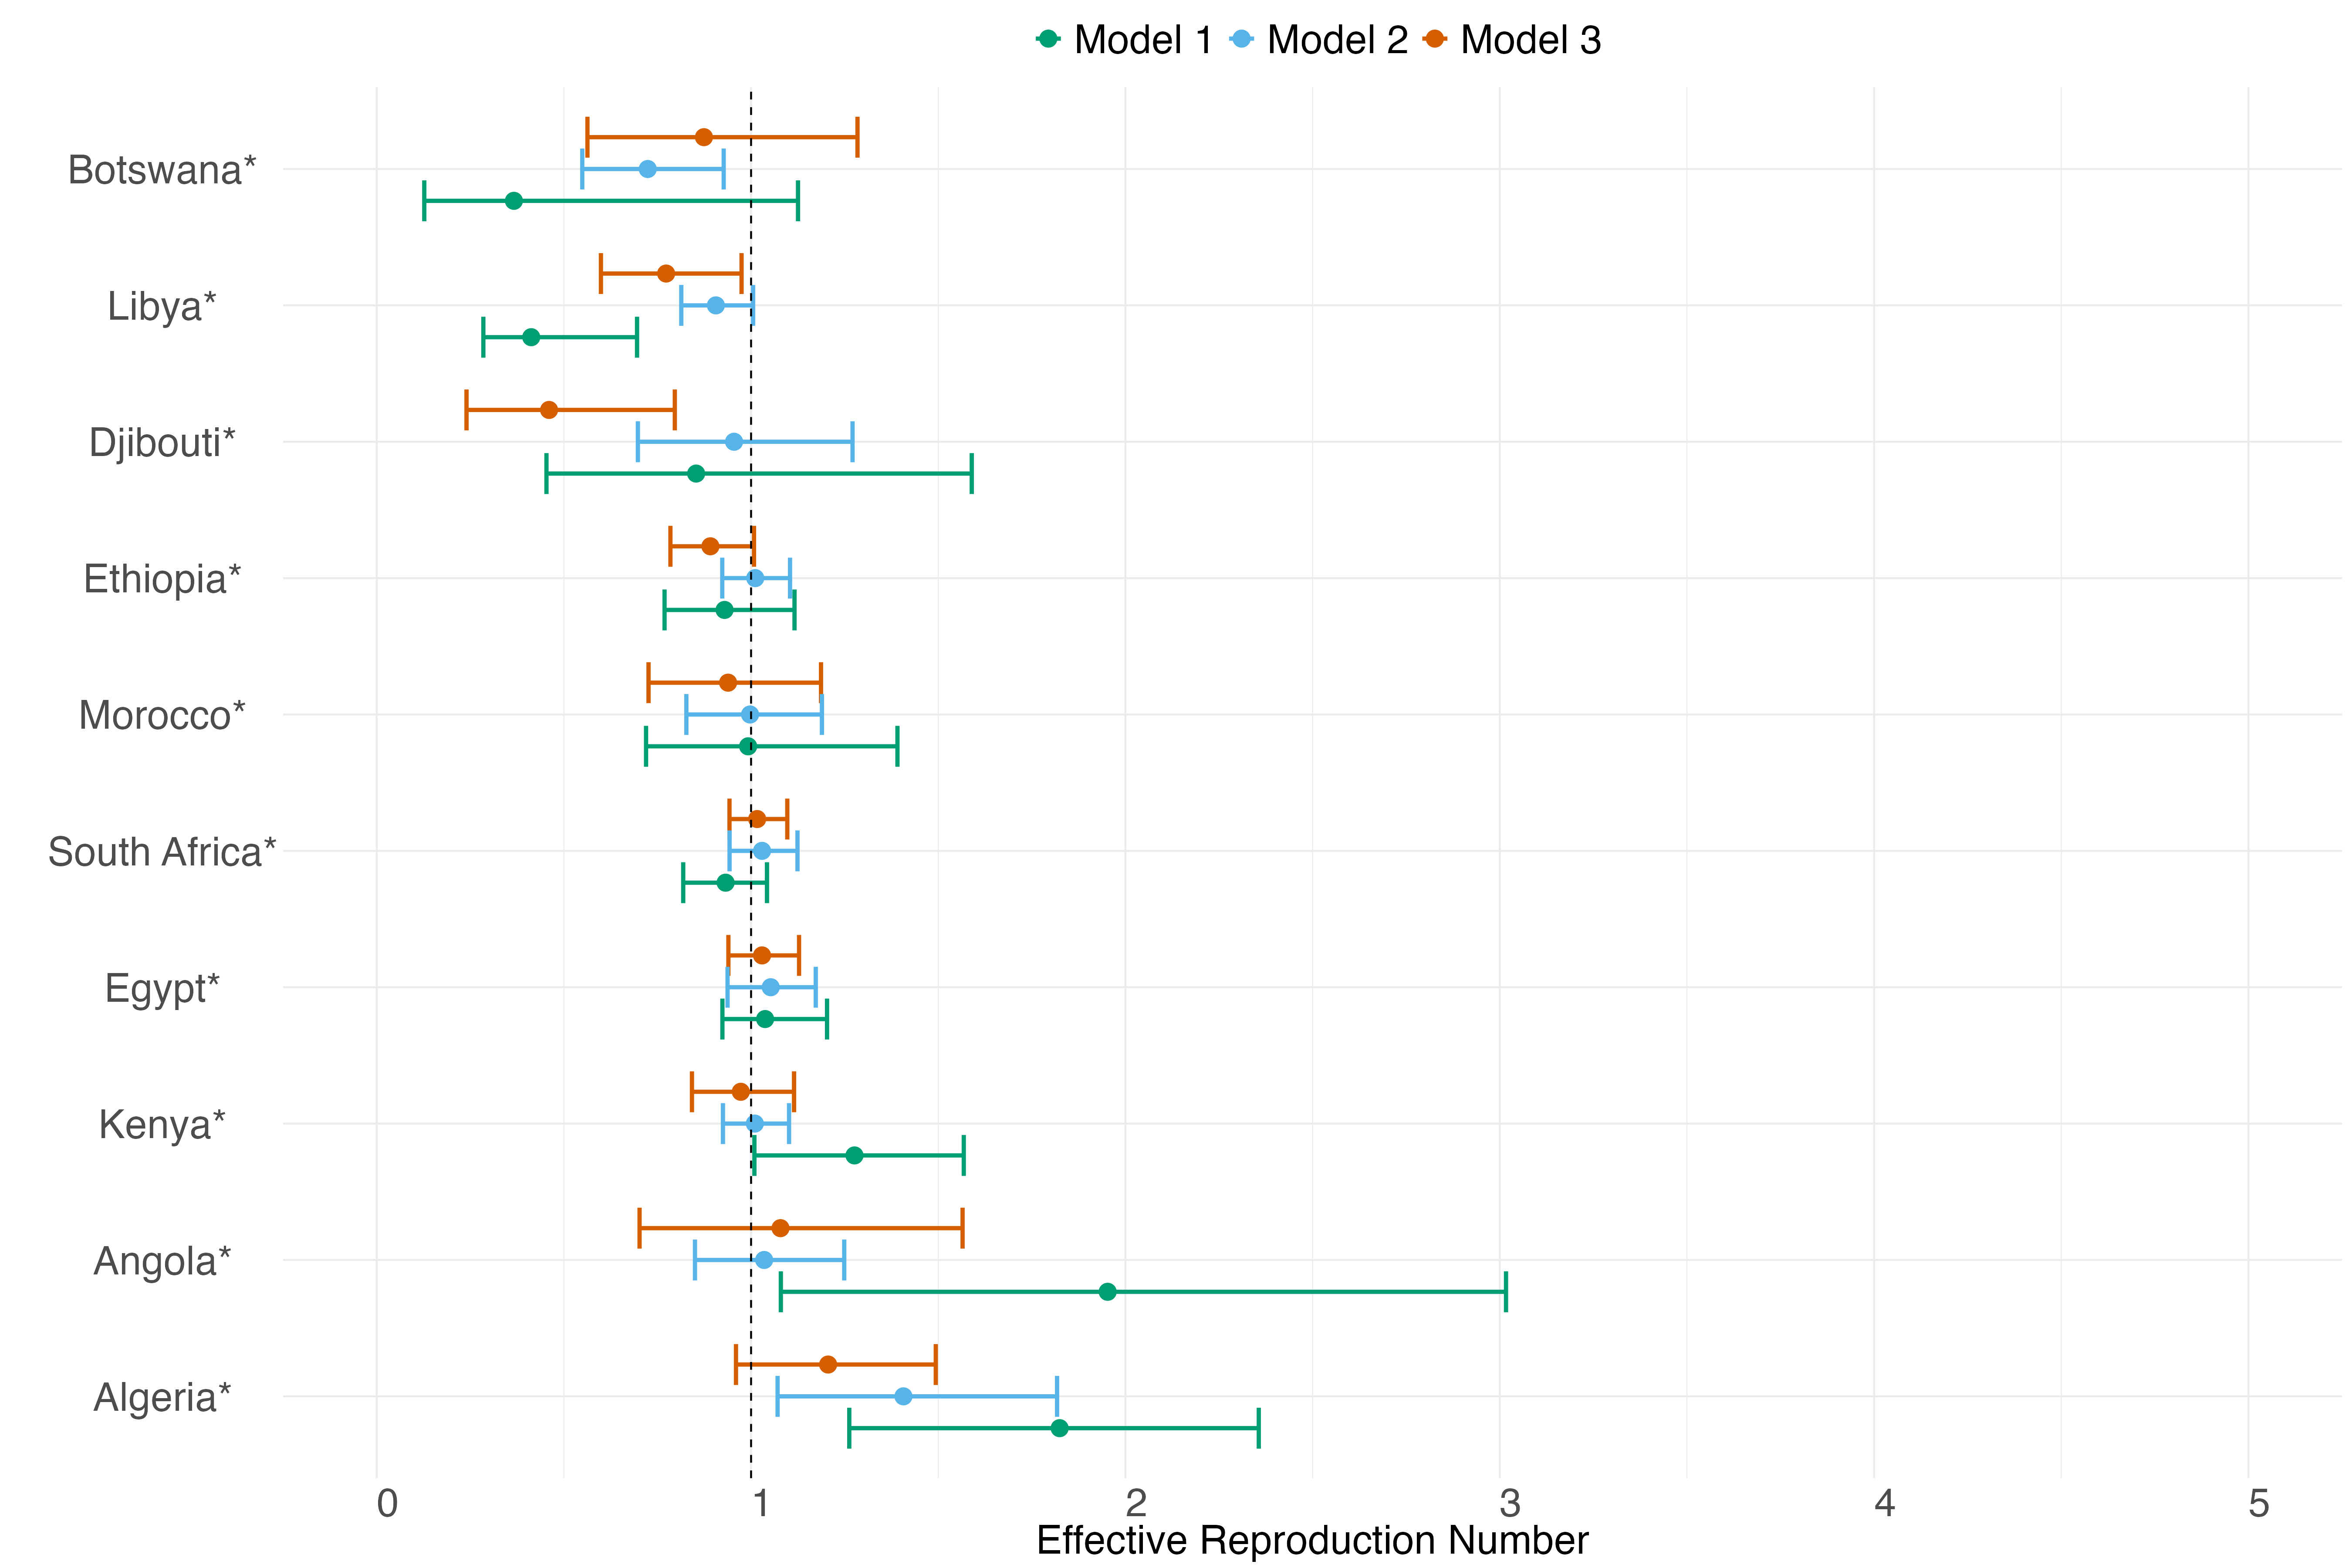 Model 1 Model 2 Model 3
Botswana*
Libya*
Djibouti*
Ethiopia*
Morocco*
South Africa*
Egypt*
Kenya*
Angola*
Algeria*
0 1 2 3 4 5
Effective Reproduction Number